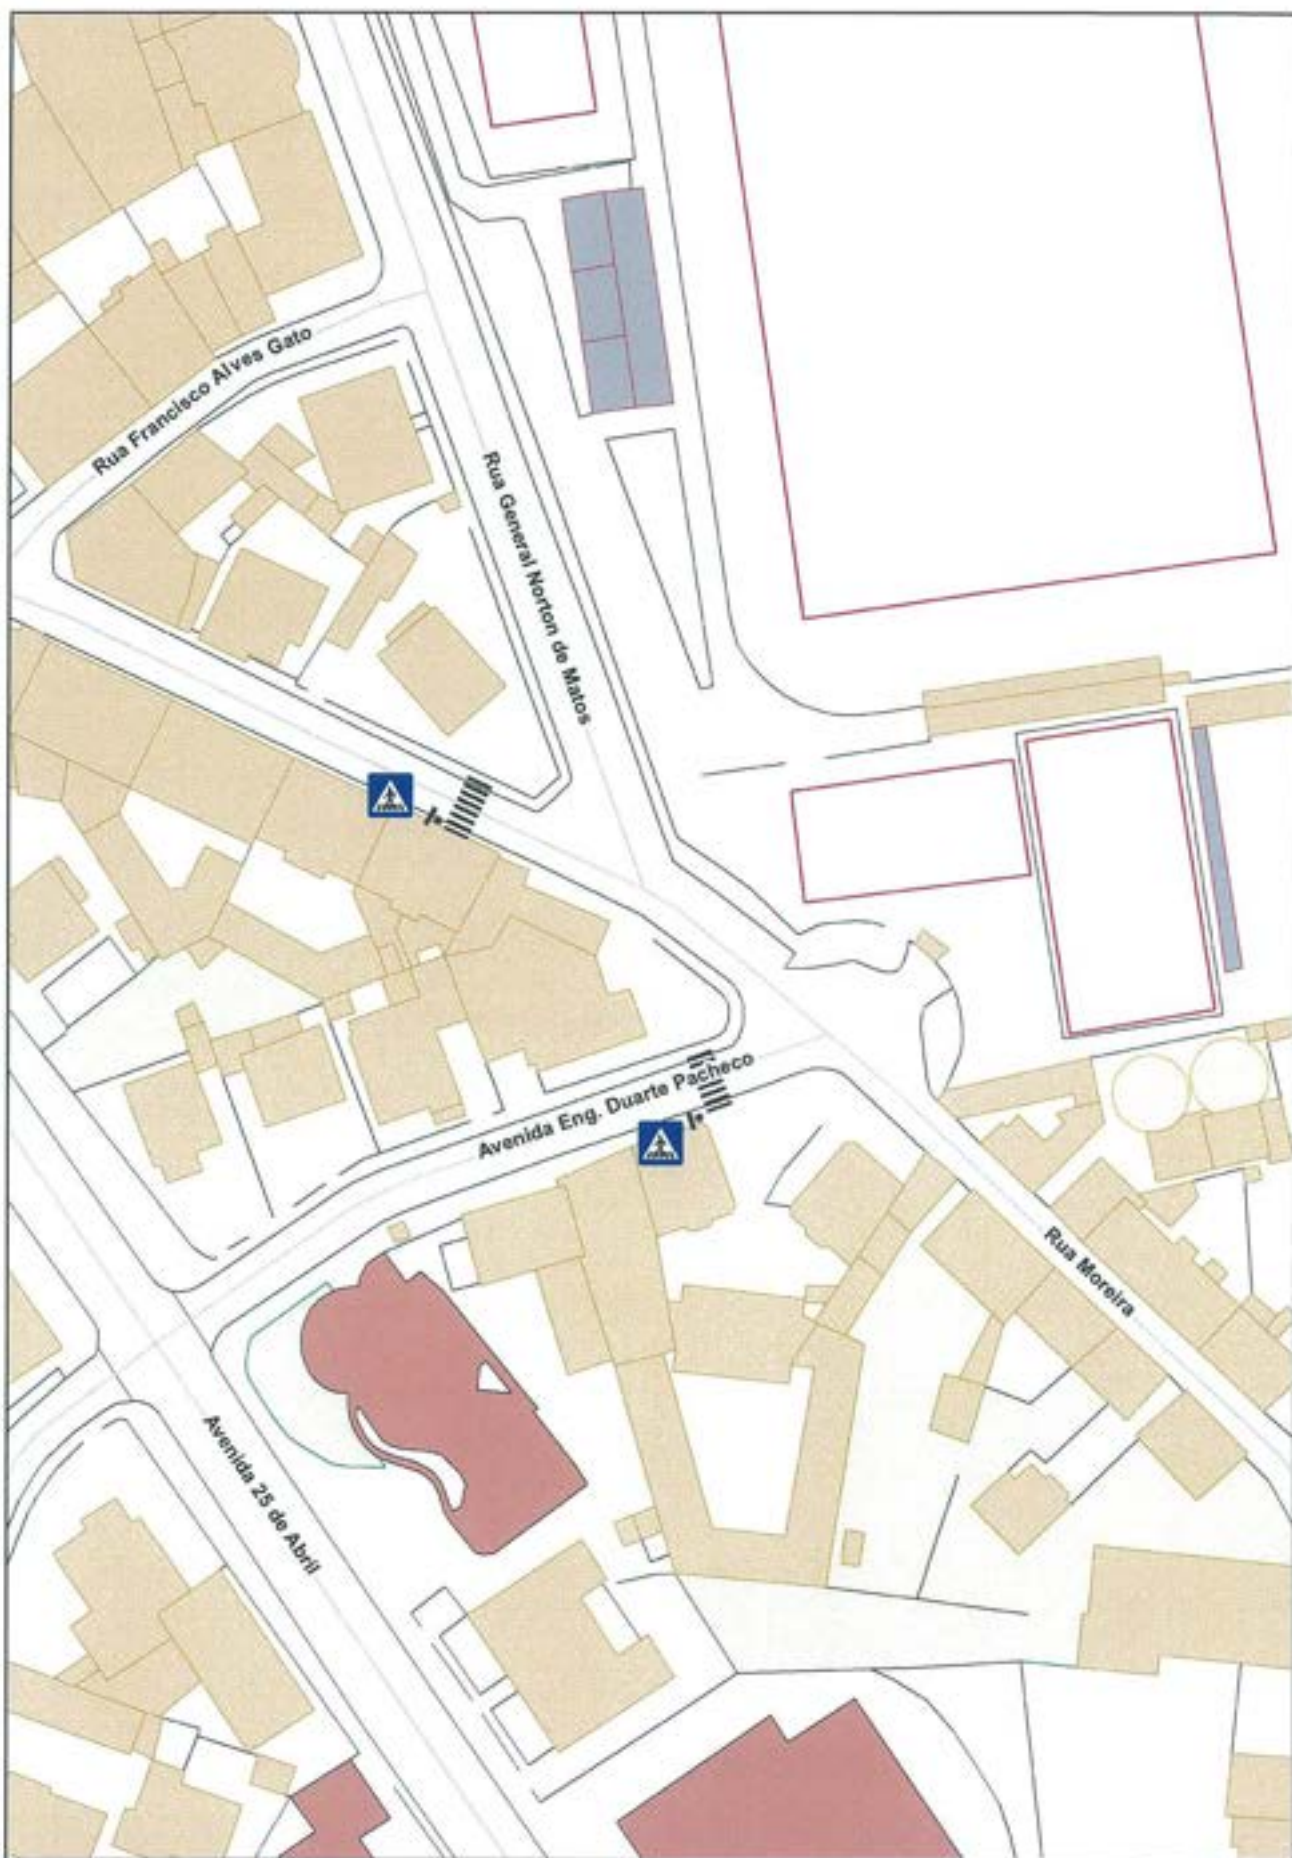 Rua Francisco Alves Gato
Rua General Norton de Matos
Avenida Eng. Duarte Pacheco
Rua Moreira
Avenida 25 de Abril